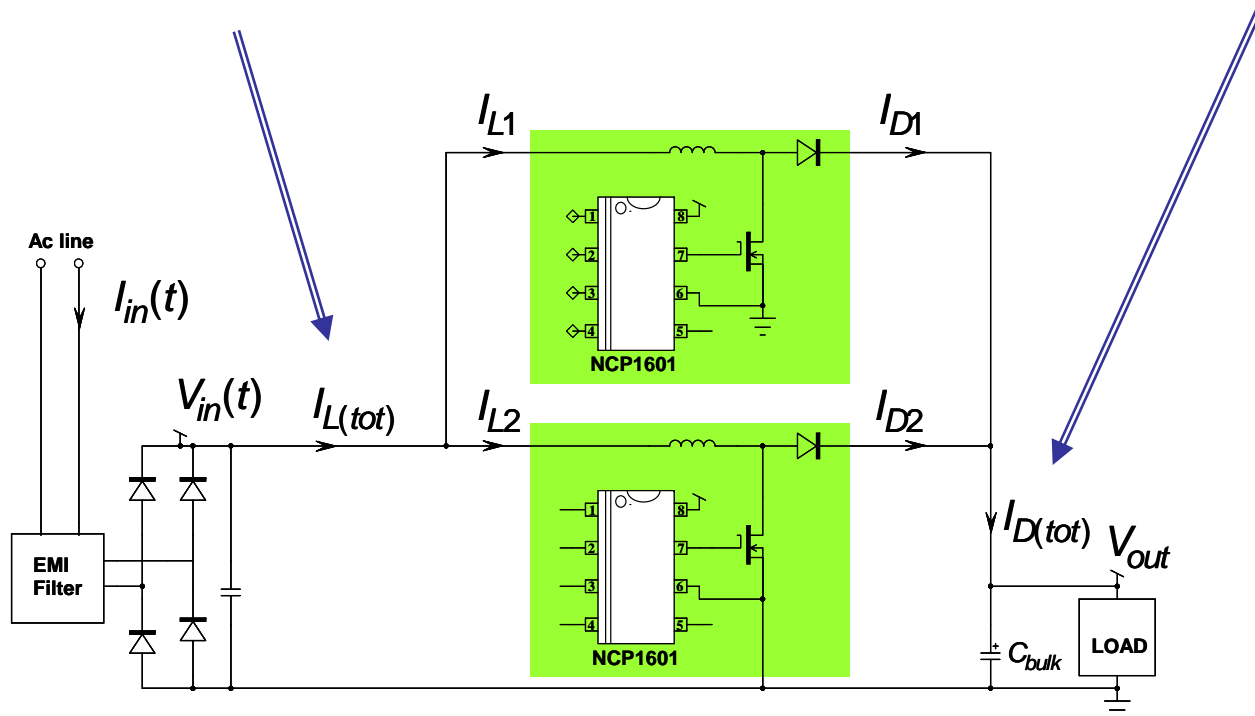 I_L1
I_D1
1 8
2 7
3 6
4 5
NCP1601
Ac line
I_in(t)
V_in(t)
I_L(tot)
I_L2
I_D2
1 8
2 7
3 6
4 5
NCP1601
I_D(tot)
V_out
EMI
Filter
+
C_bulk
LOAD